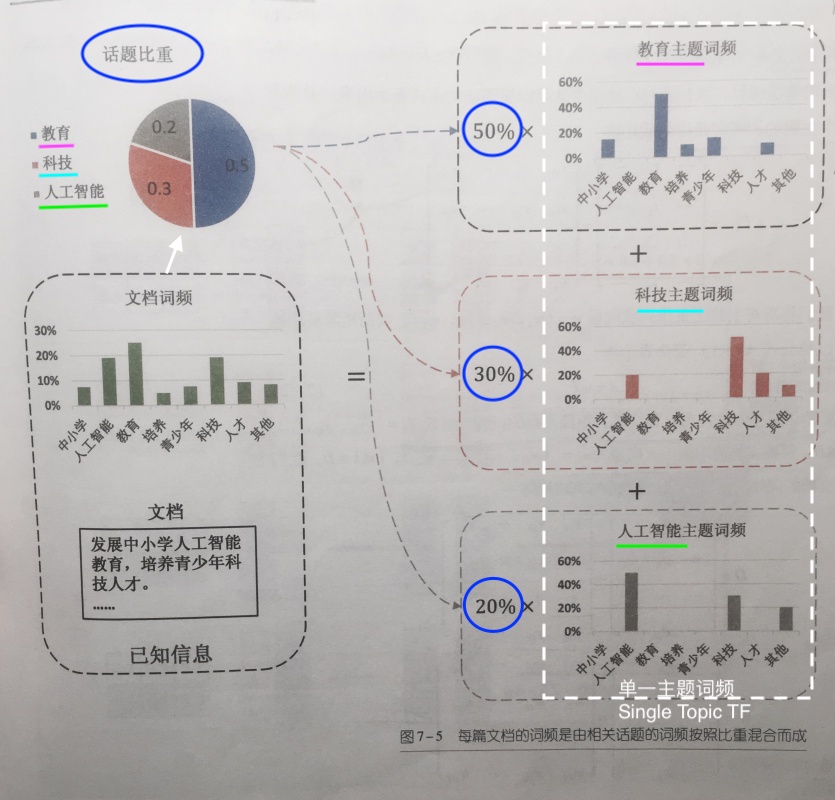 话题比重
教育
科技
人工智能
0.2
0.5
0.3
文档词频
30%
20%
10%
0%
中小学
人工智能
教育
培养
青少年
科技
人才
其他
文档
发展中小学人工智能
教育，培养青少年科
技人才。
……
已知信息
=
50%×
教育主题词频
60%
40%
20%
0%
中小学
人工智能
教育
培养
青少年
科技
人才
其他
+
30%×
科技主题词频
60%
40%
20%
0%
中小学
人工智能
教育
培养
青少年
科技
人才
其他
+
20%×
人工智能主题词频
60%
40%
20%
0%
中小学
人工智能
教育
培养
青少年
科技
人才
其他
单一主题词频
Single Topic TF
图7-5 每篇文档的词频是由相关话题的词频按照比重混合而成